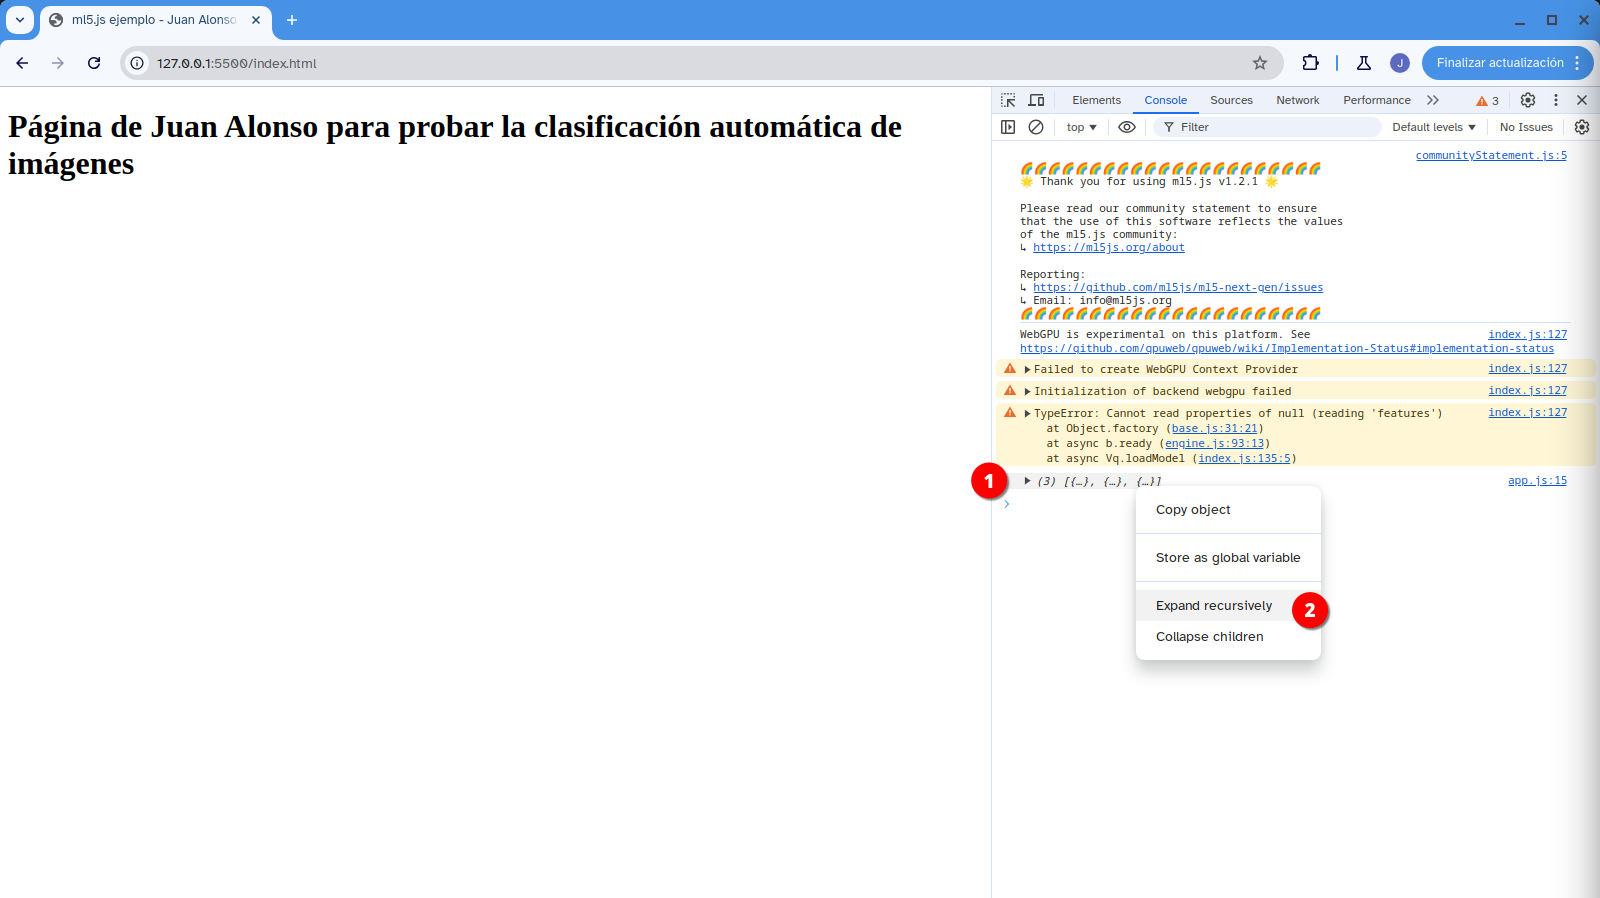 ml5.js ejemplo - Juan Alonso
127.0.0.1:5500/index.html
J
Finalizar actualización
Página de Juan Alonso para probar la clasificación automática de
imágenes
Elements Console Sources Network Performance 3
top Filter Default levels No Issues
communityStatement.js:5
🌈🌈🌈🌈🌈🌈🌈🌈🌈🌈🌈🌈🌈🌈🌈🌈🌈🌈🌈🌈🌈🌈
🌟 Thank you for using ml5.js v1.2.1 🌟
Please read our community statement to ensure
that the use of this software reflects the values
of the ml5.js community:
↳ https://ml5js.org/about
Reporting:
↳ https://github.com/ml5js/ml5-next-gen/issues
↳ Email: info@ml5js.org
🌈🌈🌈🌈🌈🌈🌈🌈🌈🌈🌈🌈🌈🌈🌈🌈🌈🌈🌈🌈🌈🌈
WebGPU is experimental on this platform. See index.js:127
https://github.com/gpuweb/gpuweb/wiki/Implementation-Status#implementation-status
Failed to create WebGPU Context Provider index.js:127
Initialization of backend webgpu failed index.js:127
TypeError: Cannot read properties of null (reading 'features') index.js:127
at Object.factory (base.js:31:21)
at async b.ready (engine.js:93:13)
at async Vq.loadModel (index.js:135:5)
1 (3) [{…}, {…}, {…}] app.js:15
Copy object
Store as global variable
Expand recursively 2
Collapse children